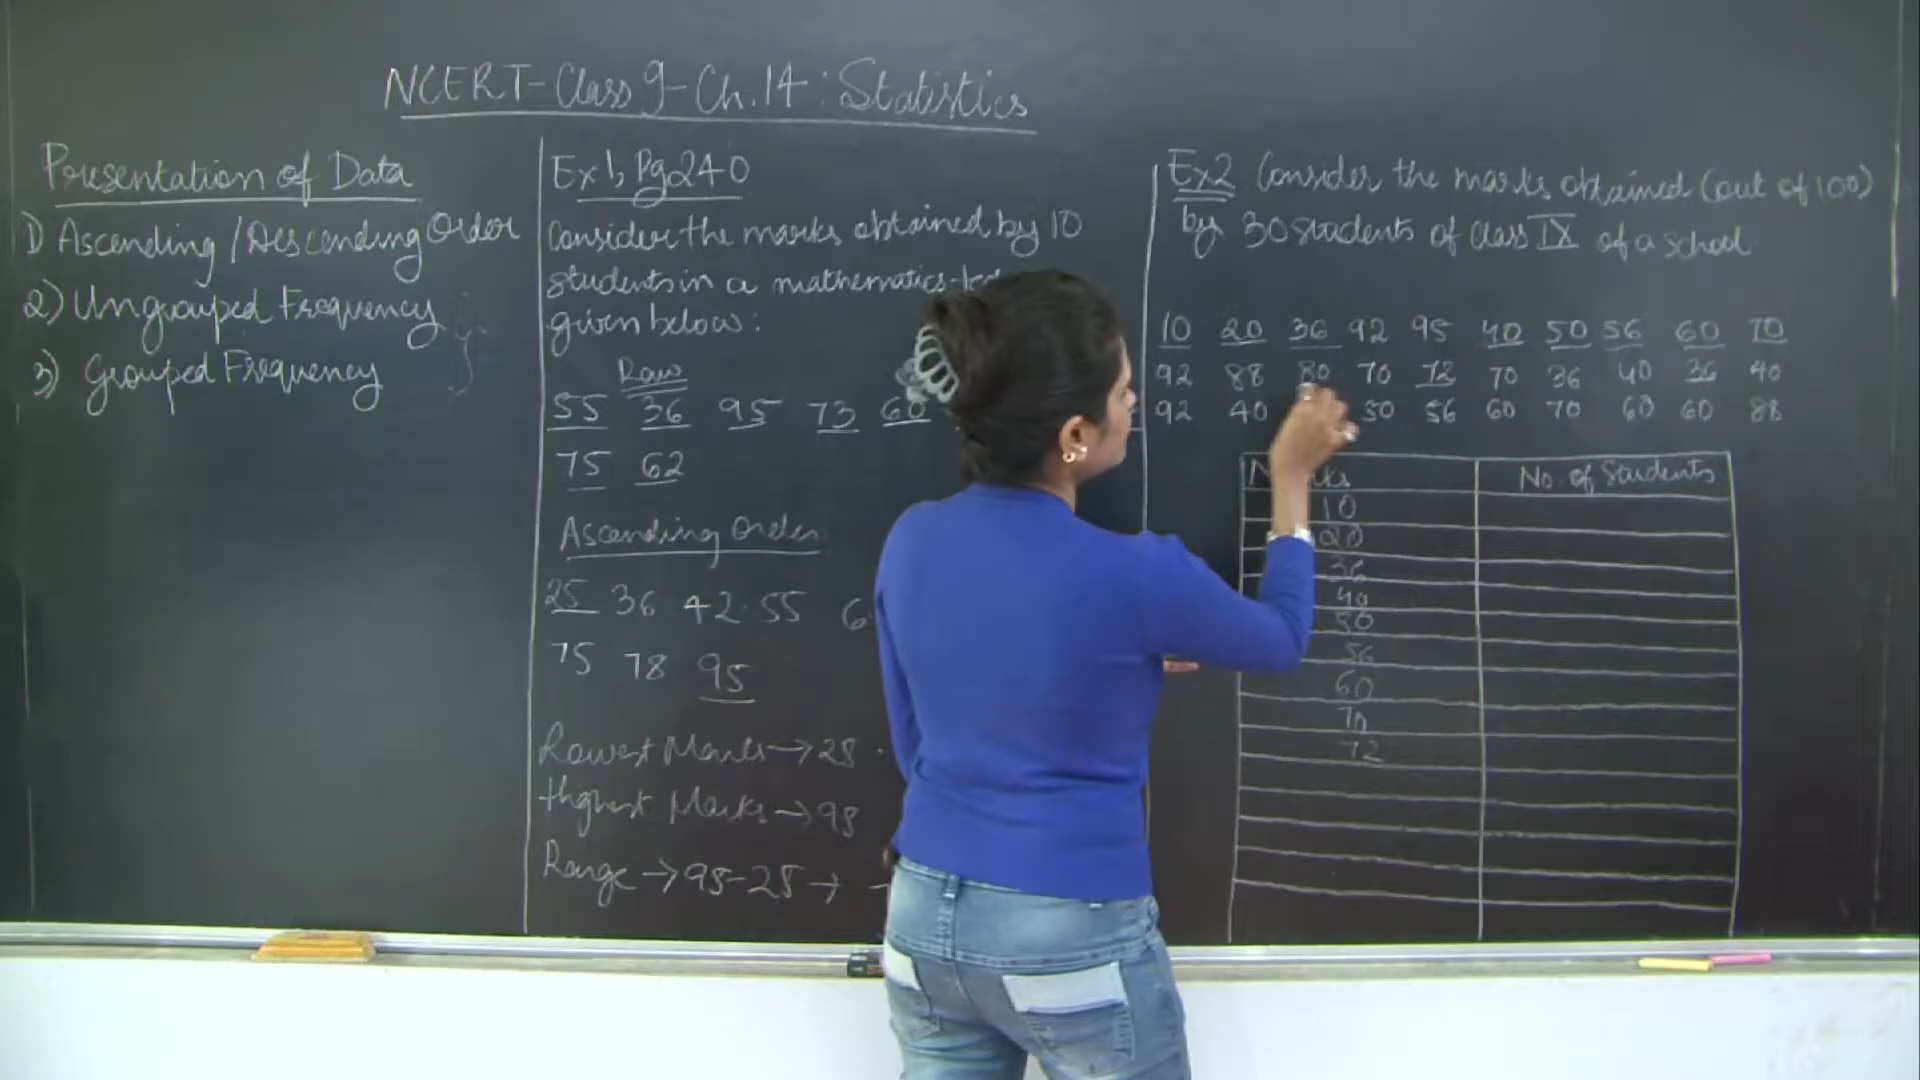 NCERT-Class 9-Ch.14: Statistics
Presentation of Data
1) Ascending/Descending Order
2) Ungrouped Frequency
3) Grouped Frequency
Ex 1, Pg 240
Consider the marks obtained by 10
students in a mathematics
given below:
Raw
55 36 95 73 60
75 62
Ascending Order
25 36 42 55 6
75 78 95
Lowest Marks → 25
Highest Marks → 95
Range → 95-25 →
Ex2 Consider the marks obtained (out of 100)
by 30 students of class IX of a school
10 20 36 92 95 40 50 56 60 70
92 88 80 70 72 70 36 40 36 40
92 40 50 56 60 70 60 60 88
No. of Students
10
20
36
40
50
56
60
70
72